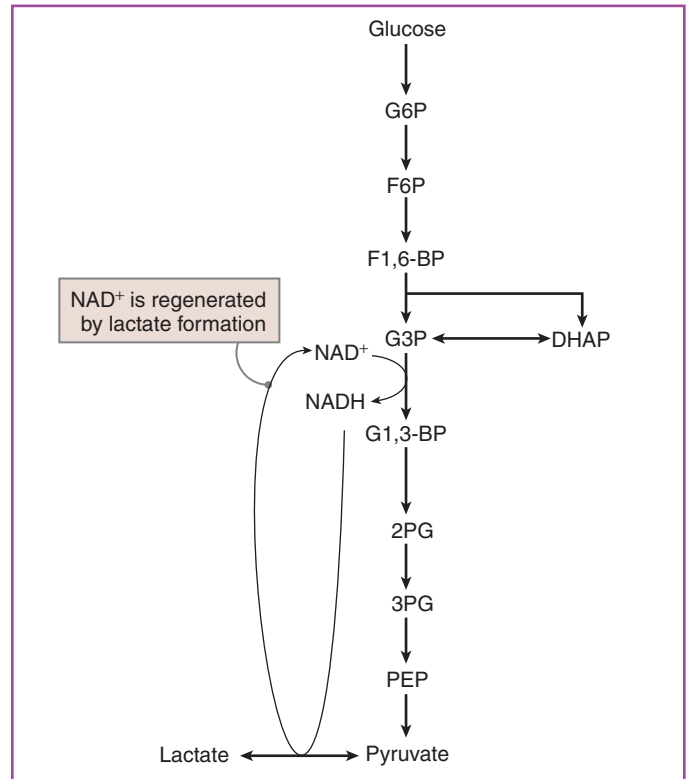 Glucose
G6P
F6P
F1,6-BP
NAD⁺ is regenerated
by lactate formation
G3P
DHAP
NAD⁺
NADH
G1,3-BP
2PG
3PG
PEP
Lactate
Pyruvate